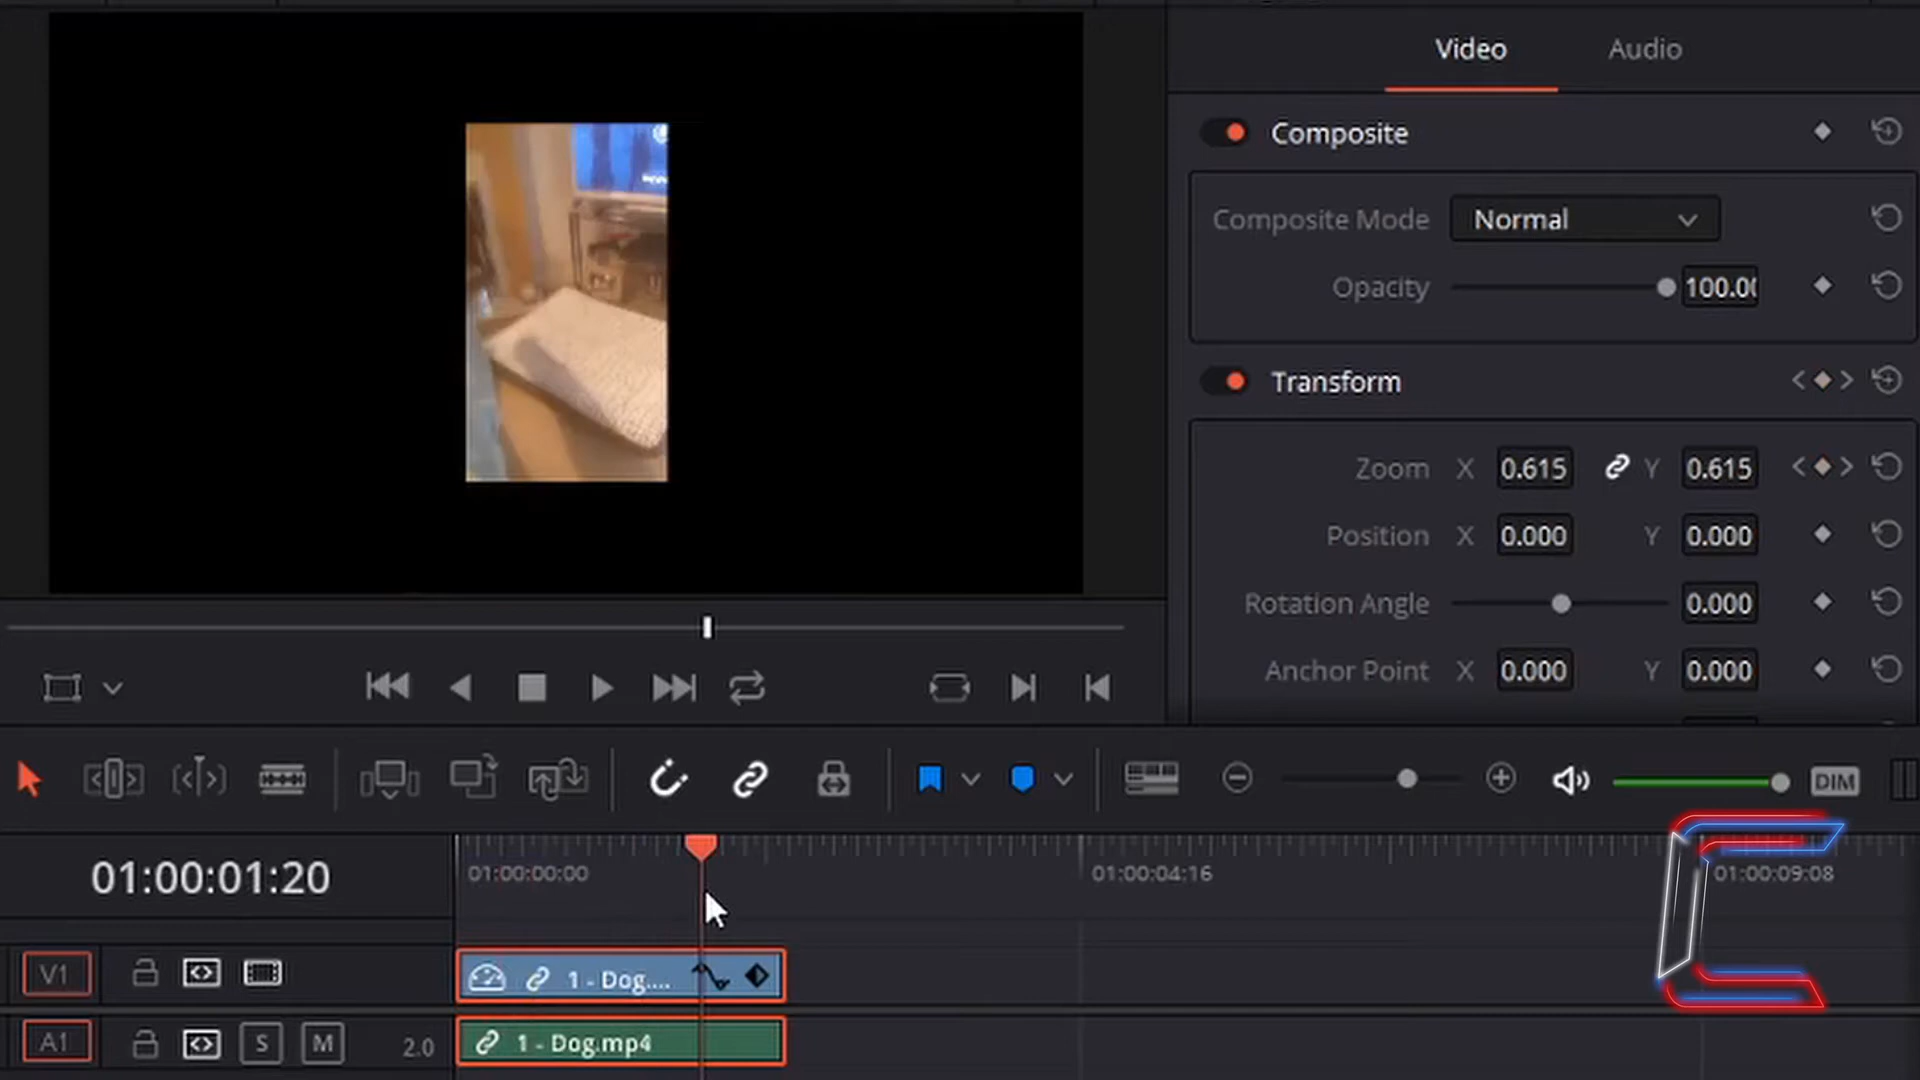 Video Audio
Composite
Composite Mode Normal
Opacity 100.00
Transform
Zoom X 0.615 Y 0.615
Position X 0.000 Y 0.000
Rotation Angle 0.000
Anchor Point X 0.000 Y 0.000
DIM
01:00:01:20 01:00:00:00 01:00:04:16 01:00:09:08
V1 1 - Dog....
A1 S M 2.0 1 - Dog.mp4